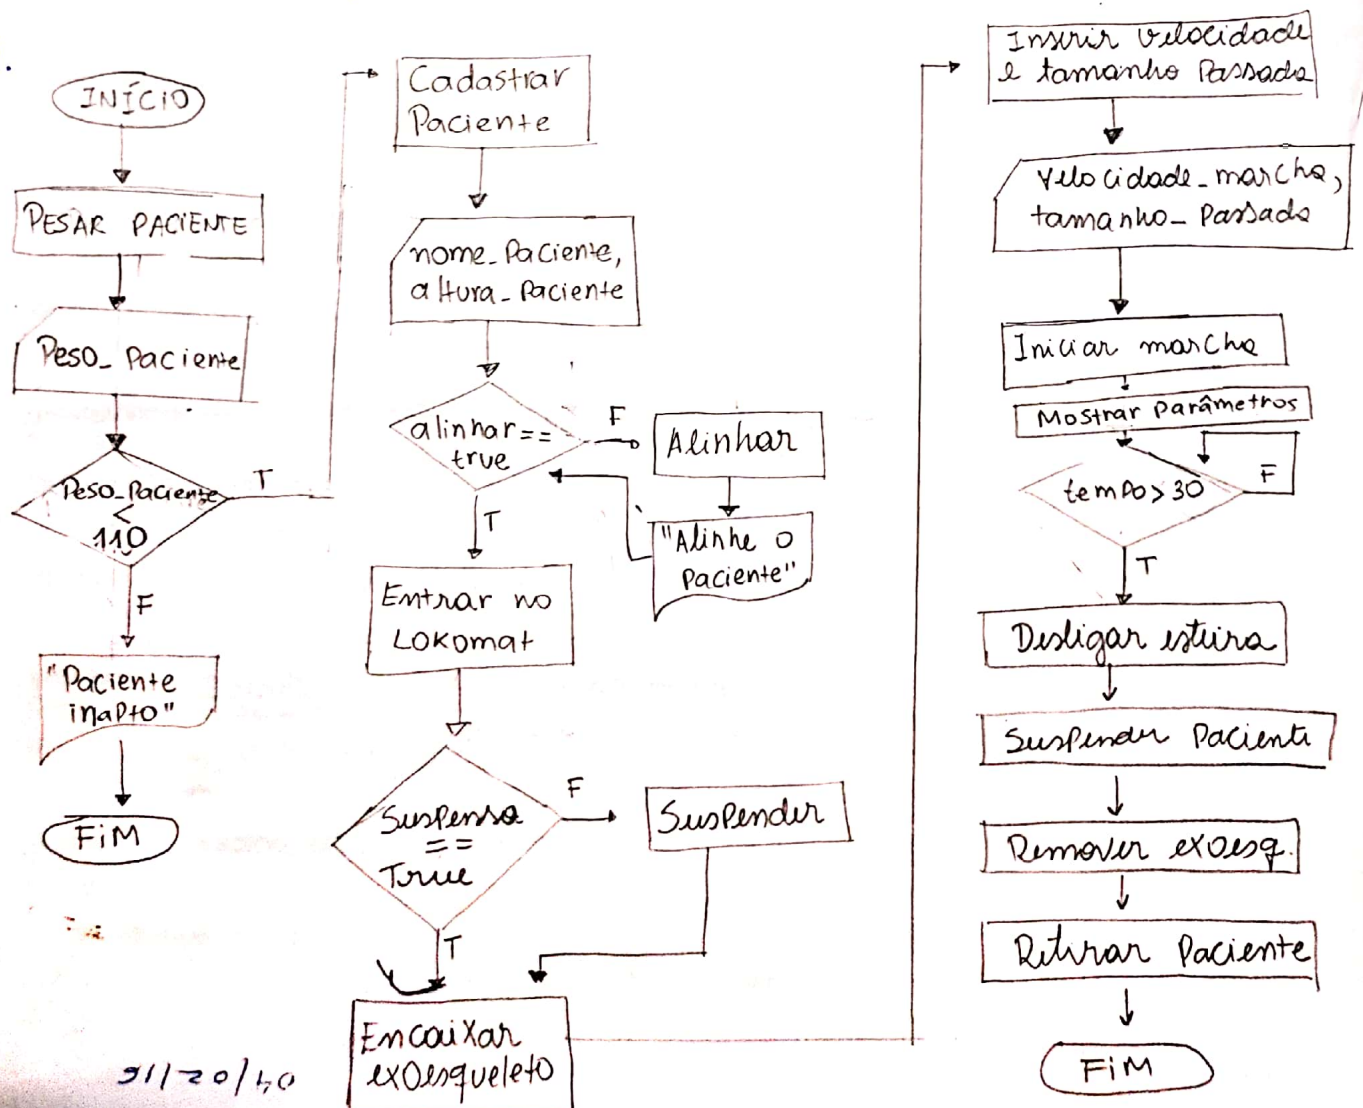 INÍCIO
PESAR PACIENTE
Peso_Paciente
Peso_Paciente
<
110
T
F
"Paciente
inapto"
FIM
Cadastrar
Paciente
nome_Paciente,
altura_Paciente
alinhar==
true
F
Alinhar
"Alinhe o
Paciente"
T
Entrar no
LOKOmat
Suspenso
==
True
F
Suspender
T
Encaixar
exoesqueleto
Inserir velocidade
e tamanho Passada
velocidade_marcha,
tamanho_Passada
Iniciar marcha
Mostrar Parâmetros
tempo>30
F
T
Desligar esteira
Suspender Paciente
Remover exoesq.
Retirar Paciente
FIM